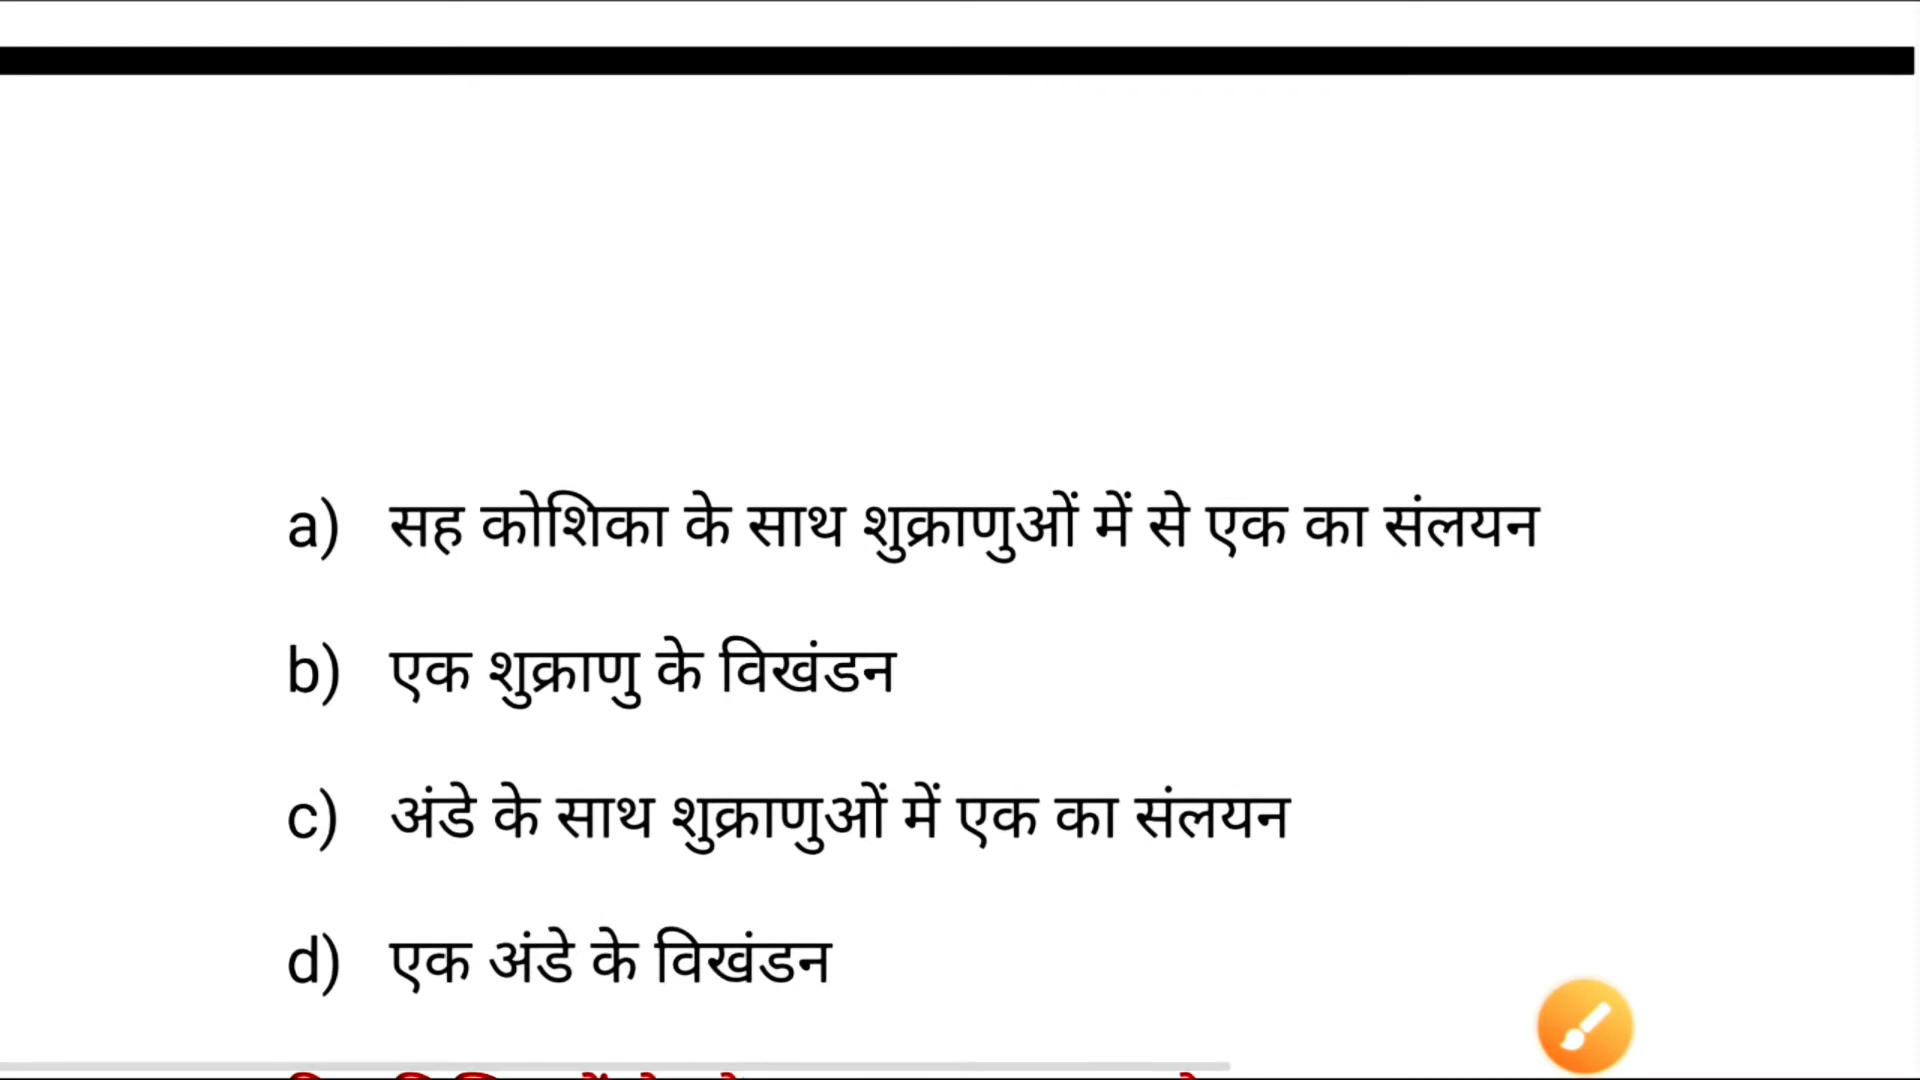 a) सह कोशिका के साथ शुक्राणुओं में से एक का संलयन
b) एक शुक्राणु के विखंडन
c) अंडे के साथ शुक्राणुओं में एक का संलयन
d) एक अंडे के विखंडन